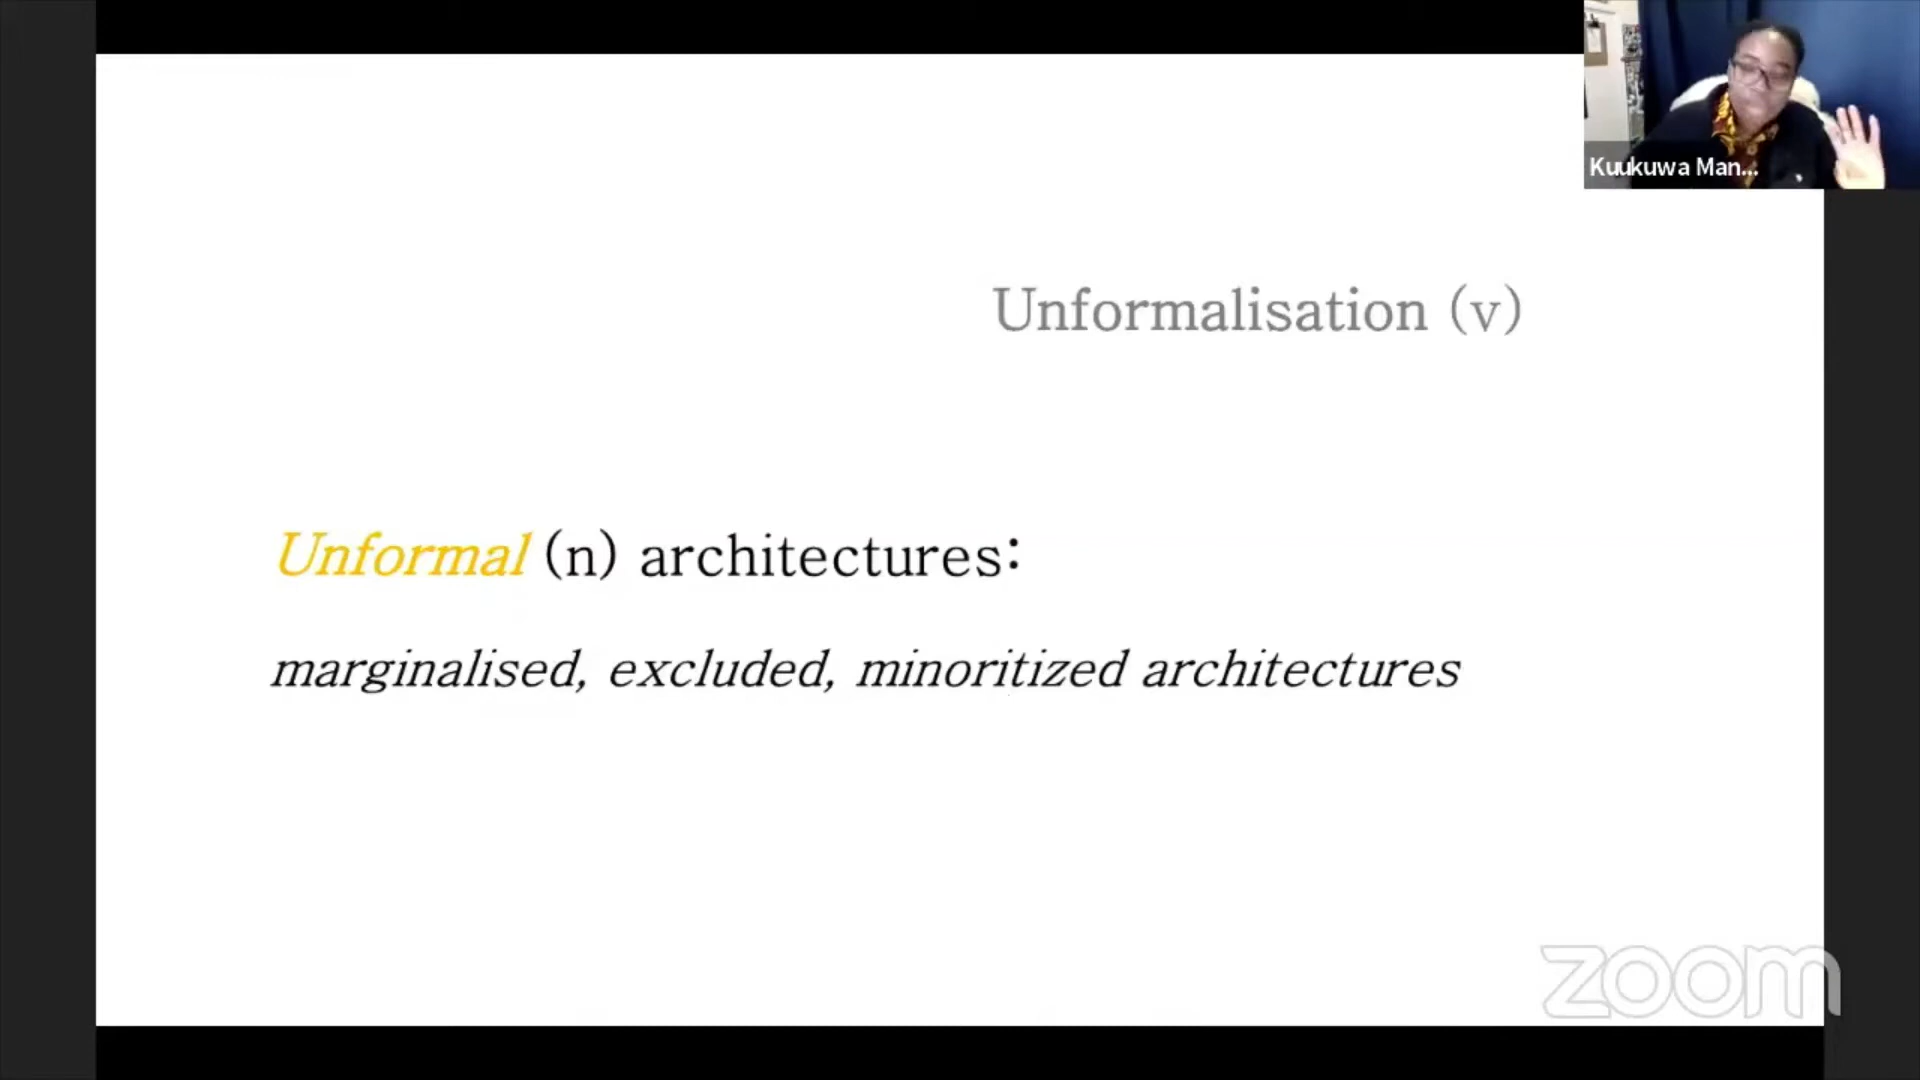 Kuukuwa Man...
Unformalisation (v)
Unformal (n) architectures:
marginalised, excluded, minoritized architectures
zoom